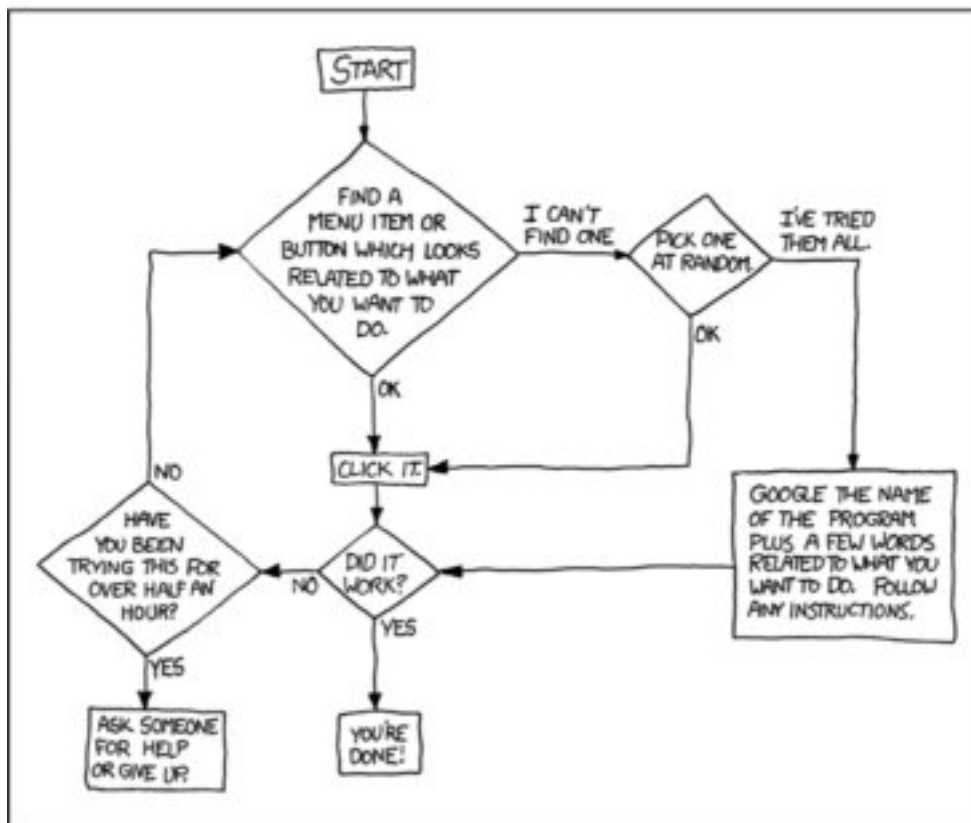 START
FIND A
MENU ITEM OR
BUTTON WHICH LOOKS
RELATED TO WHAT
YOU WANT TO
DO.
I CAN'T
FIND ONE
PICK ONE
AT RANDOM.
I'VE TRIED
THEM ALL.
OK
OK
CLICK IT.
GOOGLE THE NAME
OF THE PROGRAM
PLUS A FEW WORDS
RELATED TO WHAT YOU
WANT TO DO. FOLLOW
ANY INSTRUCTIONS.
DID IT
WORK?
NO
YES
YOU'RE
DONE!
HAVE
YOU BEEN
TRYING THIS FOR
OVER HALF AN
HOUR?
NO
YES
ASK SOMEONE
FOR HELP
OR GIVE UP.